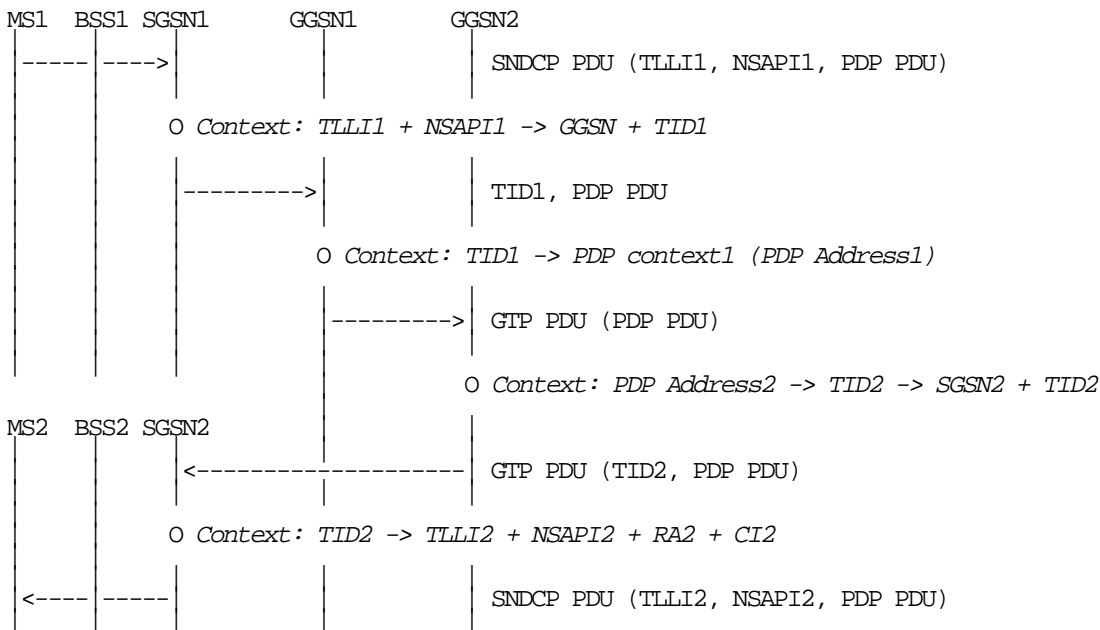 MS1 BSS1 SGSN1 GGSN1 GGSN2
SNDCP PDU (TLLI1, NSAPI1, PDP PDU)
O Context: TLLI1 + NSAPI1 -> GGSN + TID1
TID1, PDP PDU
O Context: TID1 -> PDP context1 (PDP Address1)
GTP PDU (PDP PDU)
O Context: PDP Address2 -> TID2 -> SGSN2 + TID2
MS2 BSS2 SGSN2
GTP PDU (TID2, PDP PDU)
O Context: TID2 -> TLLI2 + NSAPI2 + RA2 + CI2
SNDCP PDU (TLLI2, NSAPI2, PDP PDU)